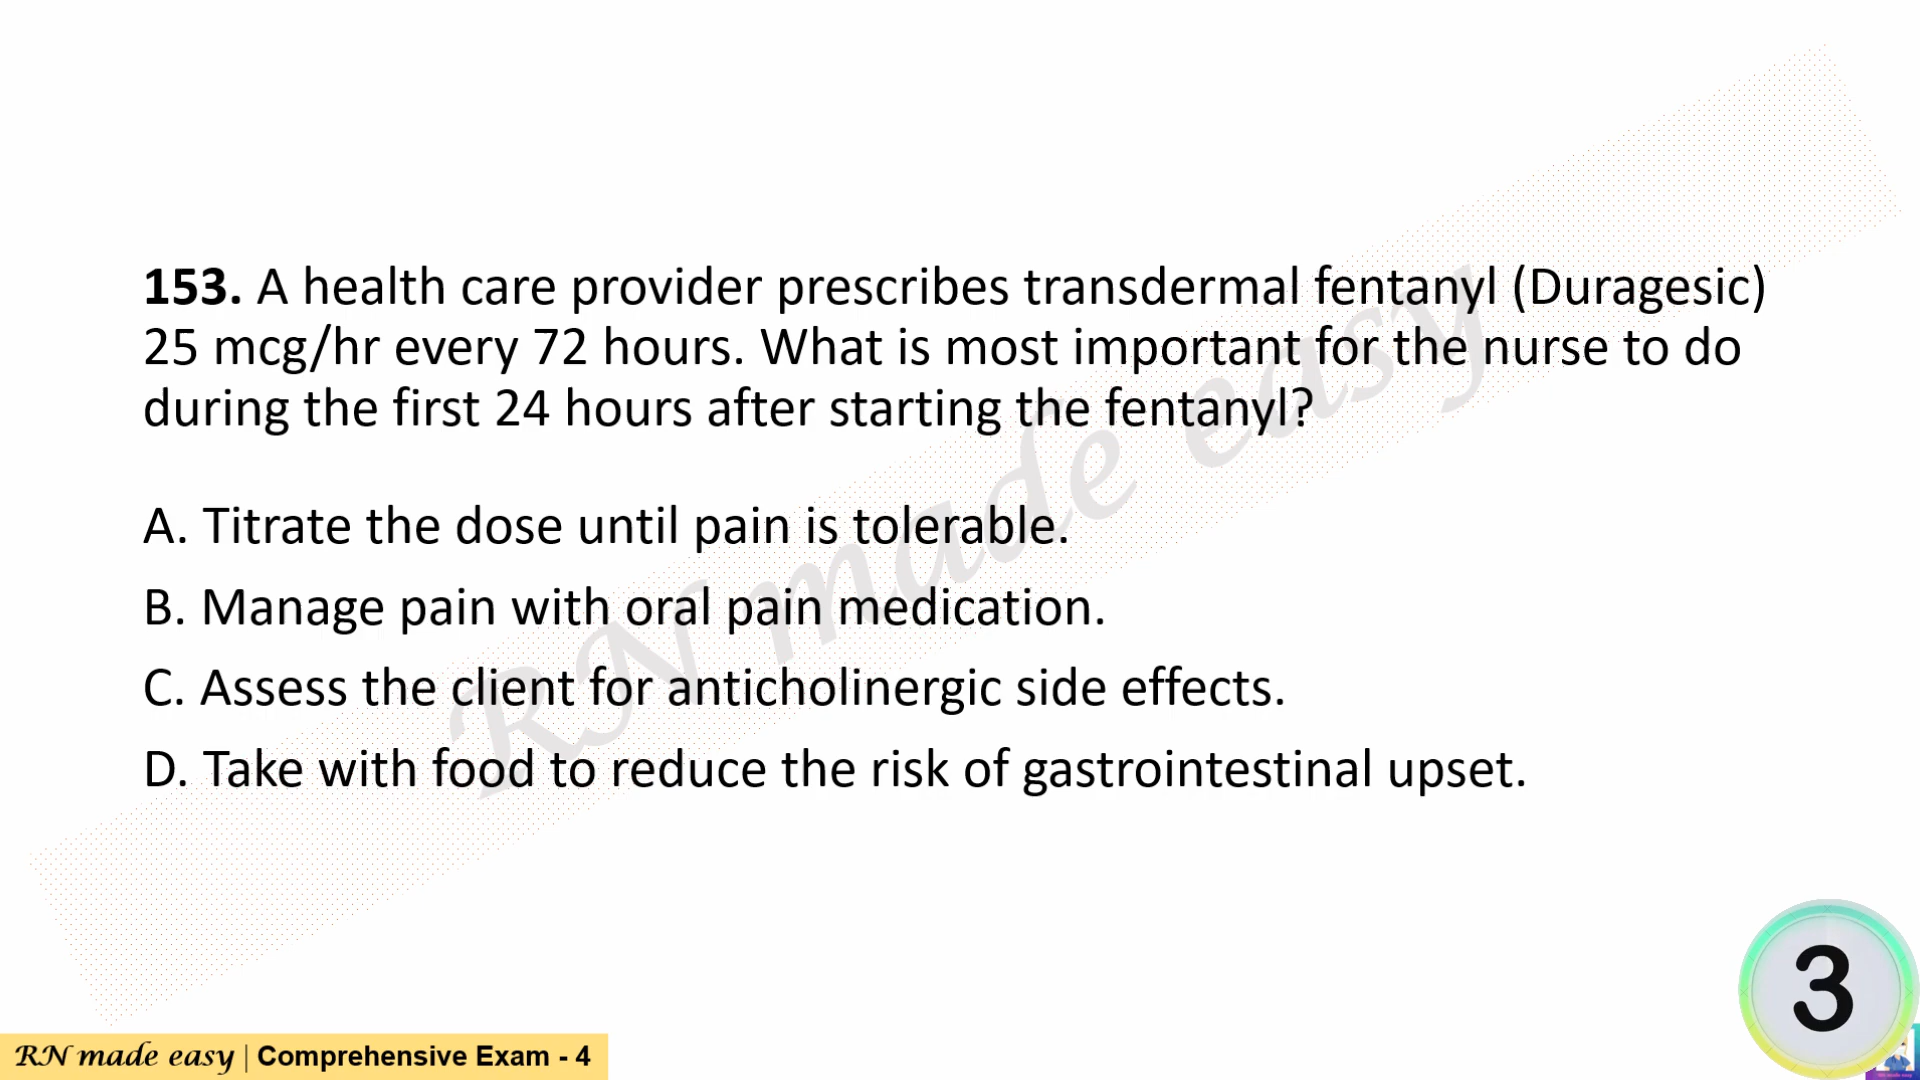 153. A health care provider prescribes transdermal fentanyl (Duragesic)
25 mcg/hr every 72 hours. What is most important for the nurse to do
during the first 24 hours after starting the fentanyl?
A. Titrate the dose until pain is tolerable.
B. Manage pain with oral pain medication.
C. Assess the client for anticholinergic side effects.
D. Take with food to reduce the risk of gastrointestinal upset.
RN made easy
3
RN made easy | Comprehensive Exam - 4